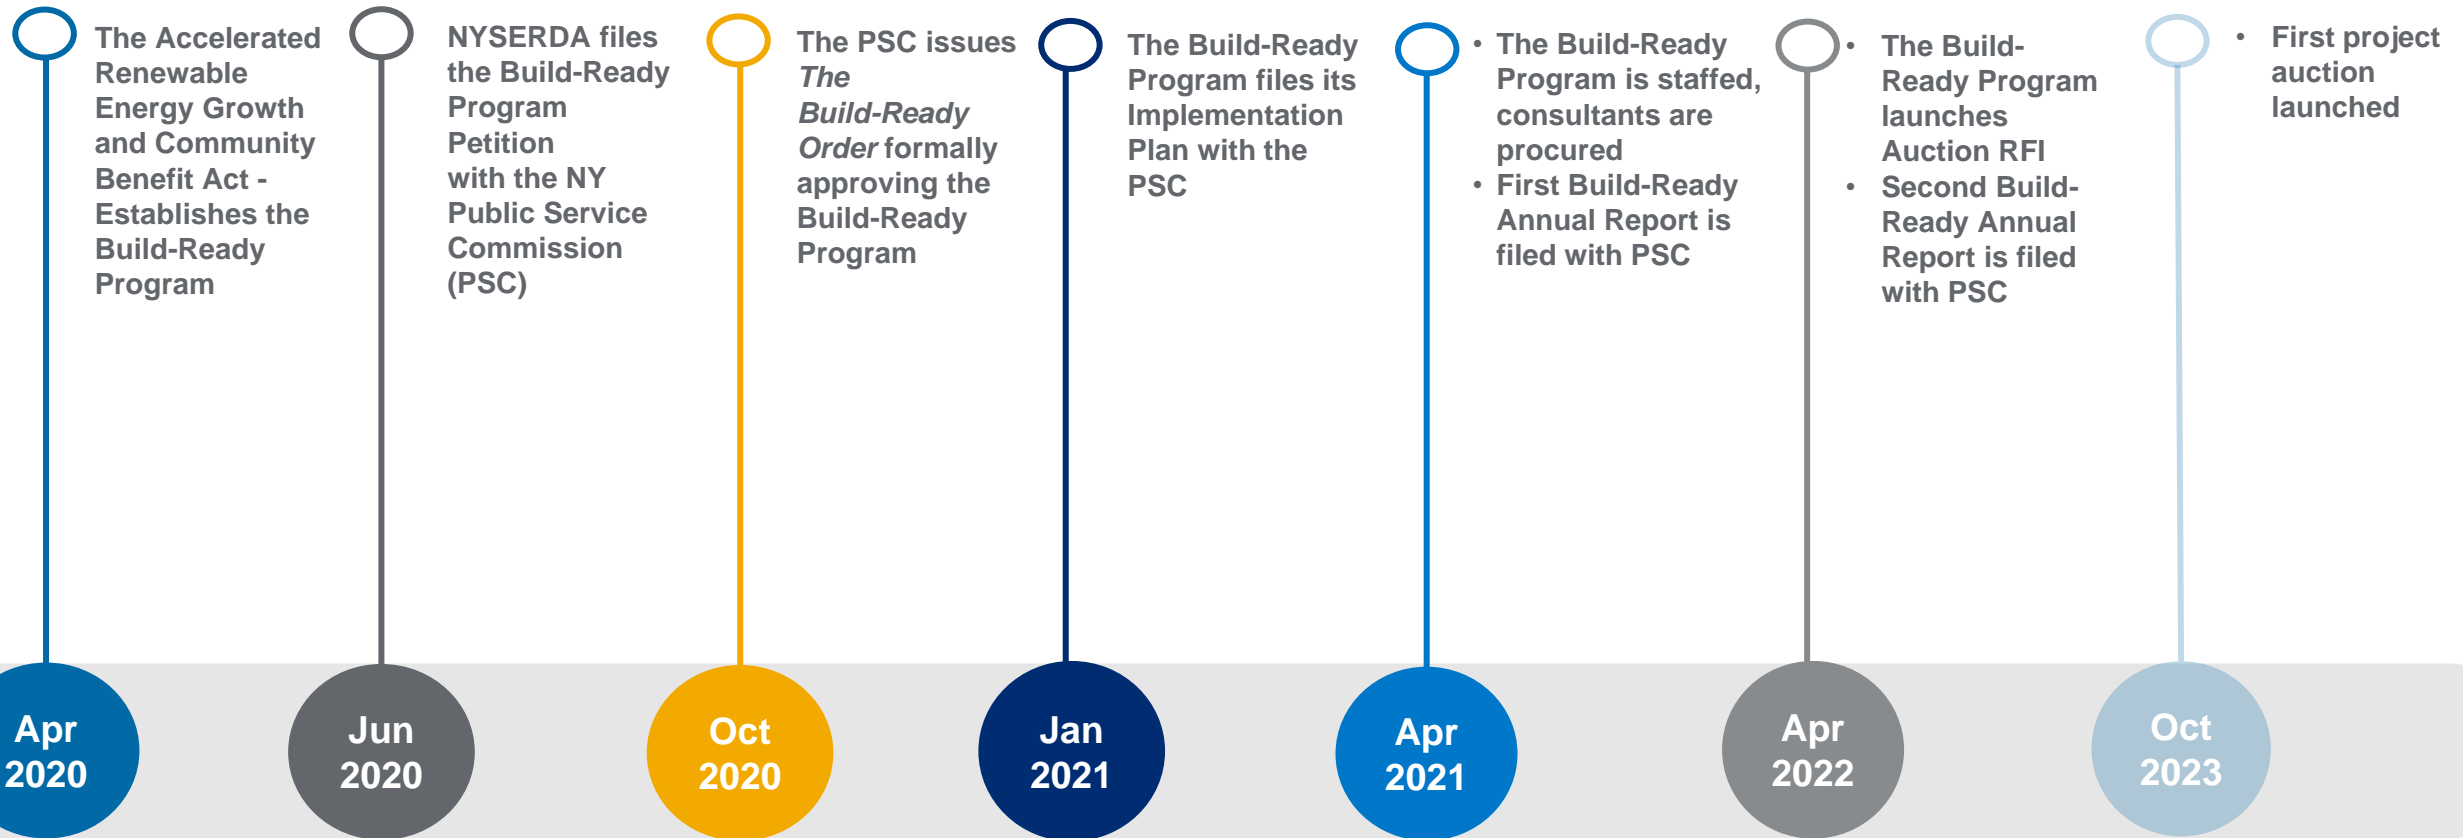 The Accelerated
Renewable
Energy Growth
and Community
Benefit Act -
Establishes the
Build-Ready
Program
NYSERDA files
the Build-Ready
Program
Petition
with the NY
Public Service
Commission
(PSC)
The PSC issues
The
Build-Ready
Order formally
approving the
Build-Ready
Program
The Build-Ready
Program files its
Implementation
Plan with the
PSC
• The Build-Ready
Program is staffed,
consultants are
procured
• First Build-Ready
Annual Report is
filed with PSC
• The Build-
Ready Program
launches
Auction RFI
• Second Build-
Ready Annual
Report is filed
with PSC
• First project
auction
launched
Apr
2020
Jun
2020
Oct
2020
Jan
2021
Apr
2021
Apr
2022
Oct
2023